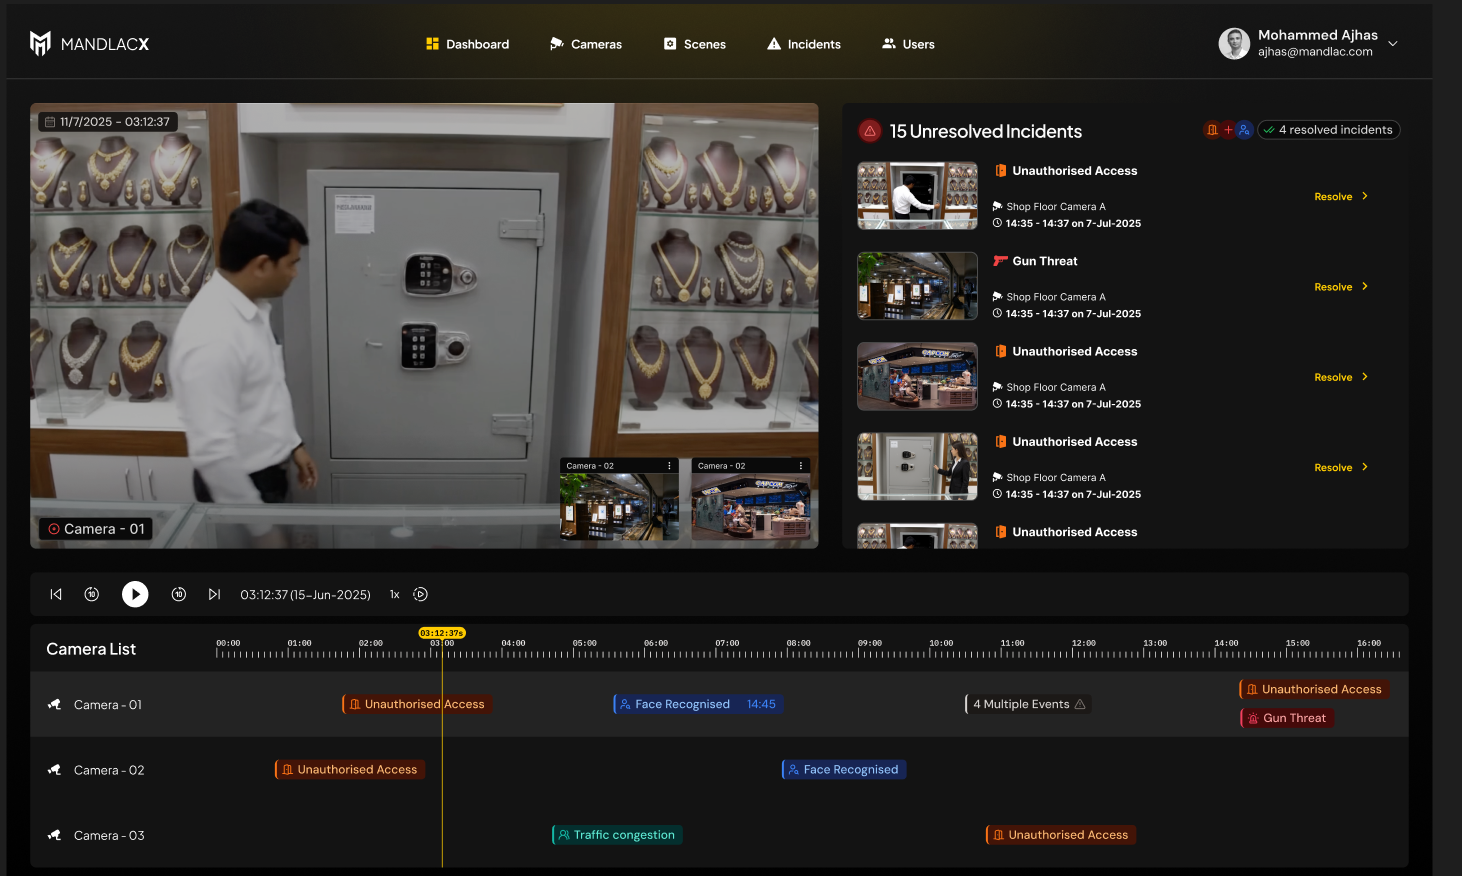 MANDLACX
Dashboard
Cameras
Scenes
Incidents
Users
Mohammed Ajhas
ajhas@mandlac.com
11/7/2025 - 03:12:37
Camera - 02
Camera - 02
CAPCOM
Camera - 01
15 Unresolved Incidents
4 resolved incidents
Unauthorised Access
Shop Floor Camera A
14:35 - 14:37 on 7-Jul-2025
Resolve
Gun Threat
Shop Floor Camera A
14:35 - 14:37 on 7-Jul-2025
Resolve
CAPCOM
Unauthorised Access
Shop Floor Camera A
14:35 - 14:37 on 7-Jul-2025
Resolve
Unauthorised Access
Shop Floor Camera A
14:35 - 14:37 on 7-Jul-2025
Resolve
Unauthorised Access
10
10
03:12:37 (15-Jun-2025)
1x
Camera List
03:12:37s
00:00 01:00 02:00 03:00 04:00 05:00 06:00 07:00 08:00 09:00 10:00 11:00 12:00 13:00 14:00 15:00 16:00
Camera - 01
Unauthorised Access
Face Recognised 14:45
4 Multiple Events
Unauthorised Access
Gun Threat
Camera - 02
Unauthorised Access
Face Recognised
Camera - 03
Traffic congestion
Unauthorised Access